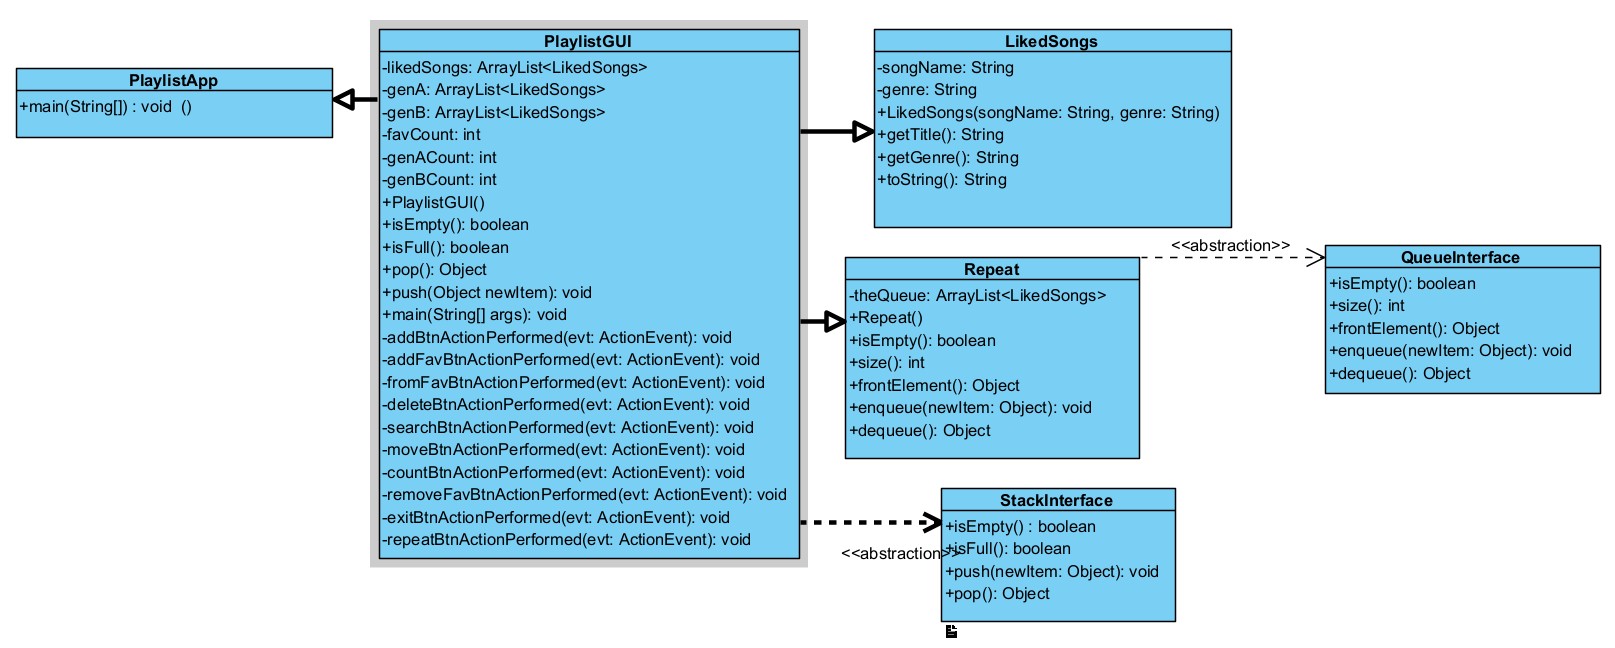 PlaylistApp
+main(String[]) : void  ()
PlaylistGUI
-likedSongs: ArrayList<LikedSongs>
-genA: ArrayList<LikedSongs>
-genB: ArrayList<LikedSongs>
-favCount: int
-genACount: int
-genBCount: int
+PlaylistGUI()
+isEmpty(): boolean
+isFull(): boolean
+pop(): Object
+push(Object newItem): void
+main(String[] args): void
-addBtnActionPerformed(evt: ActionEvent): void
-addFavBtnActionPerformed(evt: ActionEvent): void
-fromFavBtnActionPerformed(evt: ActionEvent): void
-deleteBtnActionPerformed(evt: ActionEvent): void
-searchBtnActionPerformed(evt: ActionEvent): void
-moveBtnActionPerformed(evt: ActionEvent): void
-countBtnActionPerformed(evt: ActionEvent): void
-removeFavBtnActionPerformed(evt: ActionEvent): void
-exitBtnActionPerformed(evt: ActionEvent): void
-repeatBtnActionPerformed(evt: ActionEvent): void
LikedSongs
-songName: String
-genre: String
+LikedSongs(songName: String, genre: String)
+getTitle(): String
+getGenre(): String
+toString(): String
Repeat
-theQueue: ArrayList<LikedSongs>
+Repeat()
+isEmpty(): boolean
+size(): int
+frontElement(): Object
+enqueue(newItem: Object): void
+dequeue(): Object
<<abstraction>>
QueueInterface
+isEmpty(): boolean
+size(): int
+frontElement(): Object
+enqueue(newItem: Object): void
+dequeue(): Object
<<abstraction>>
StackInterface
+isEmpty() : boolean
+isFull(): boolean
+push(newItem: Object): void
+pop(): Object